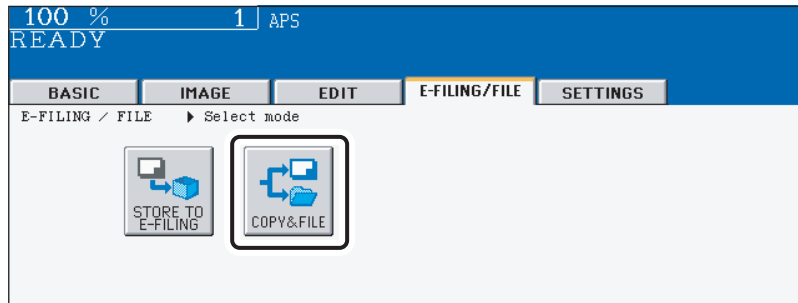 100 % 1 APS
READY
BASIC IMAGE EDIT E-FILING/FILE SETTINGS
E-FILING / FILE ▶ Select mode
STORE TO
E-FILING
COPY&FILE